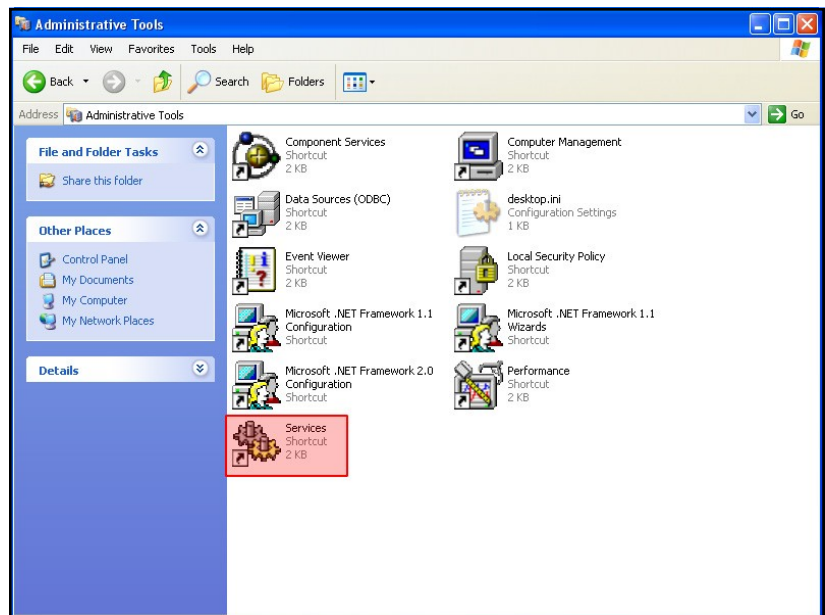 Administrative Tools
File Edit View Favorites Tools Help
Back Search Folders
Address Administrative Tools Go
File and Folder Tasks
Share this folder
Other Places
Control Panel
My Documents
My Computer
My Network Places
Details
Component Services
Shortcut
2 KB
Computer Management
Shortcut
2 KB
Data Sources (ODBC)
Shortcut
2 KB
desktop.ini
Configuration Settings
1 KB
Event Viewer
Shortcut
2 KB
Local Security Policy
Shortcut
2 KB
Microsoft .NET Framework 1.1
Configuration
Shortcut
Microsoft .NET Framework 1.1
Wizards
Shortcut
Microsoft .NET Framework 2.0
Configuration
Shortcut
Performance
Shortcut
2 KB
Services
Shortcut
2 KB